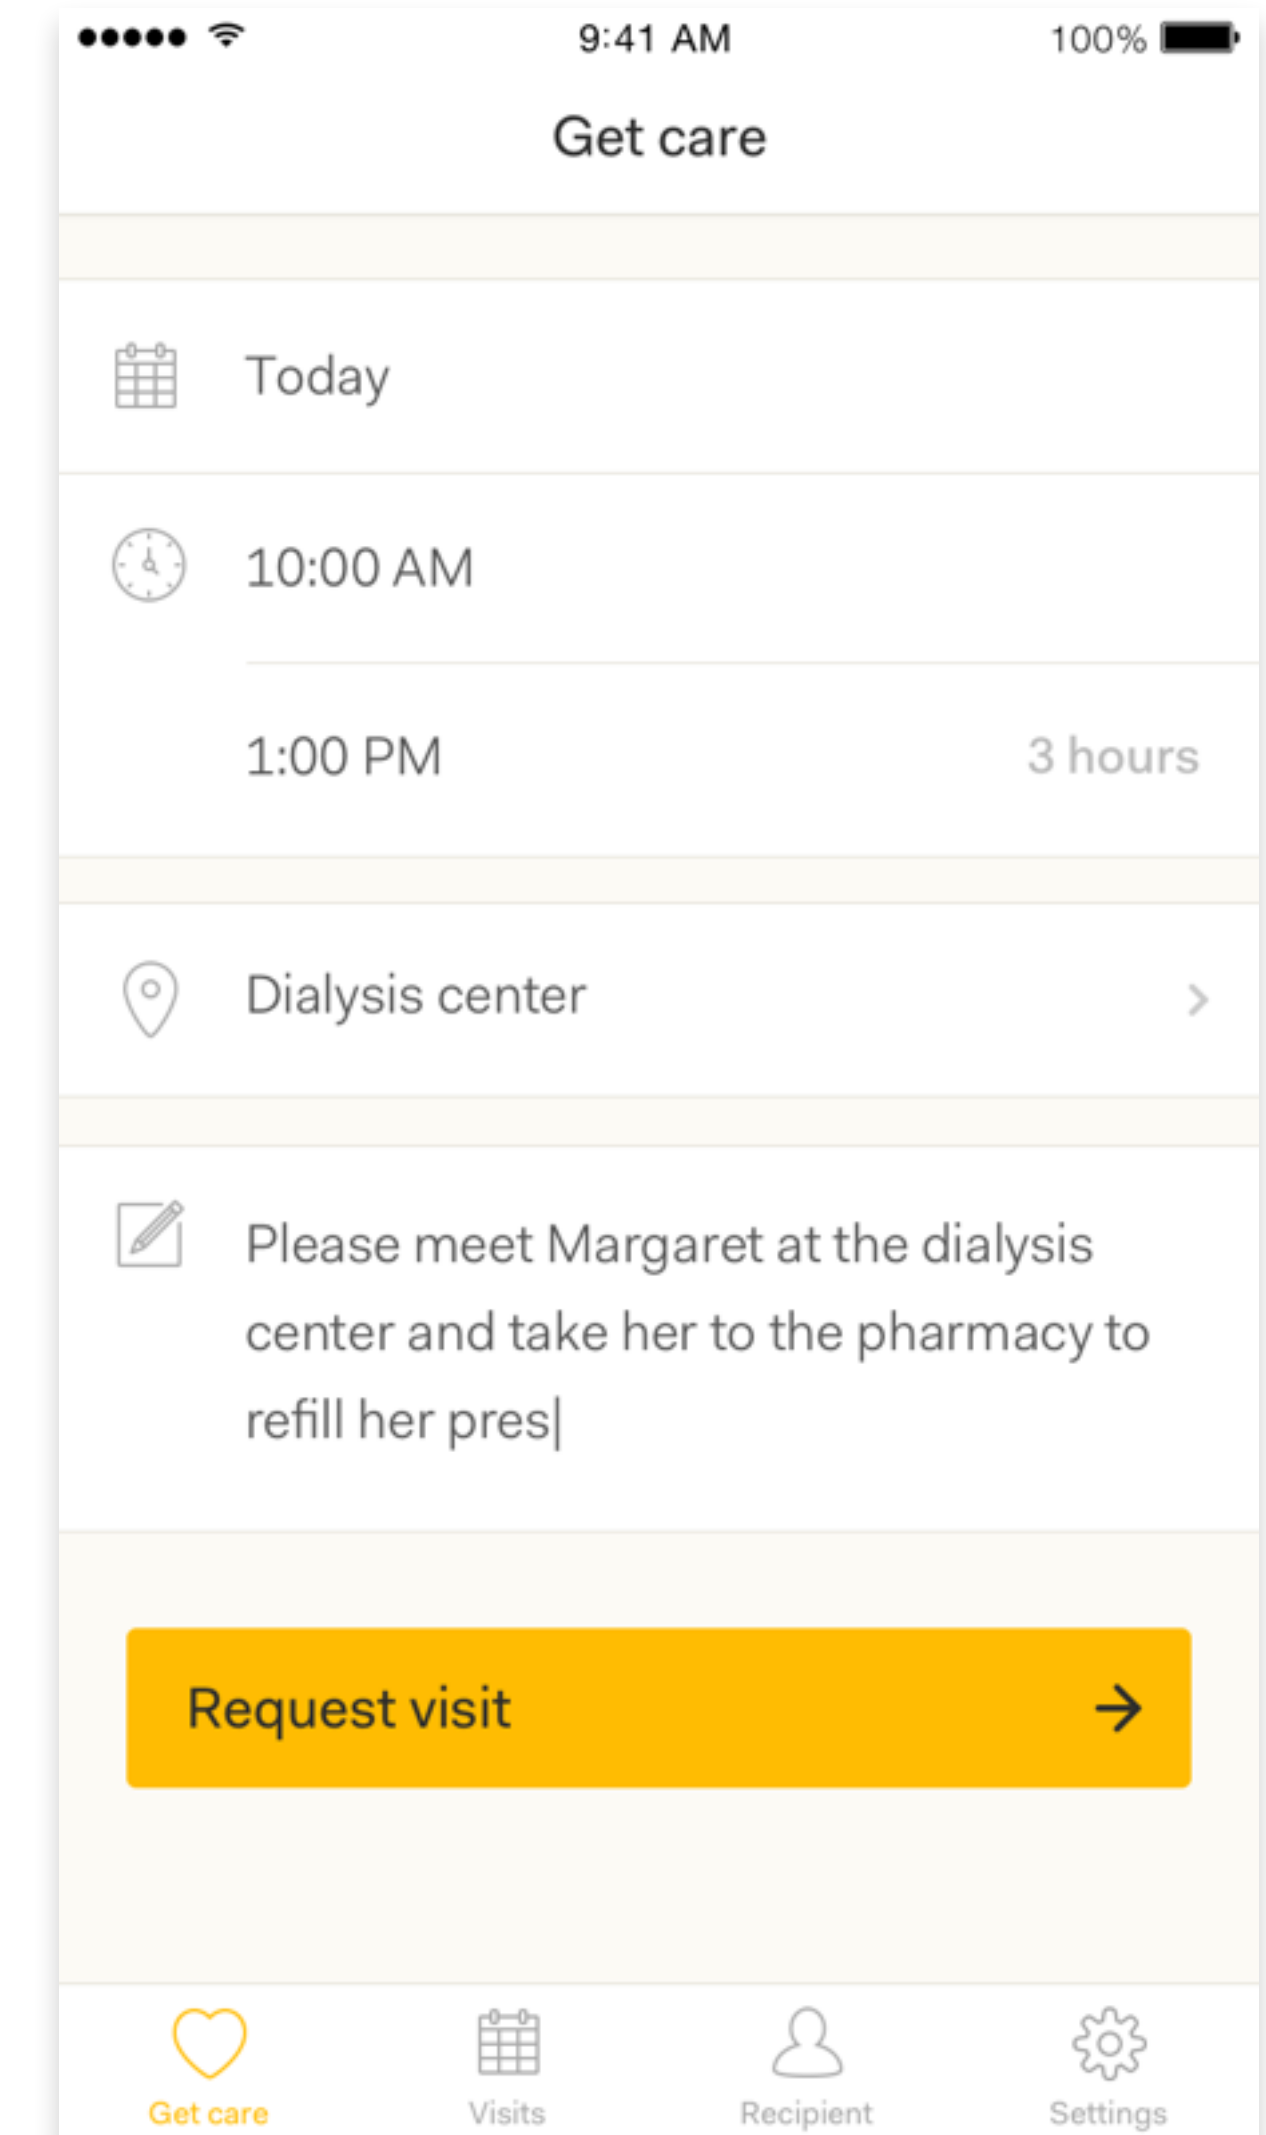 9:41 AM
100%
Get care
Today
10:00 AM
1:00 PM
3 hours
Dialysis center
Please meet Margaret at the dialysis
center and take her to the pharmacy to
refill her pres
Request visit
Get care
Visits
Recipient
Settings